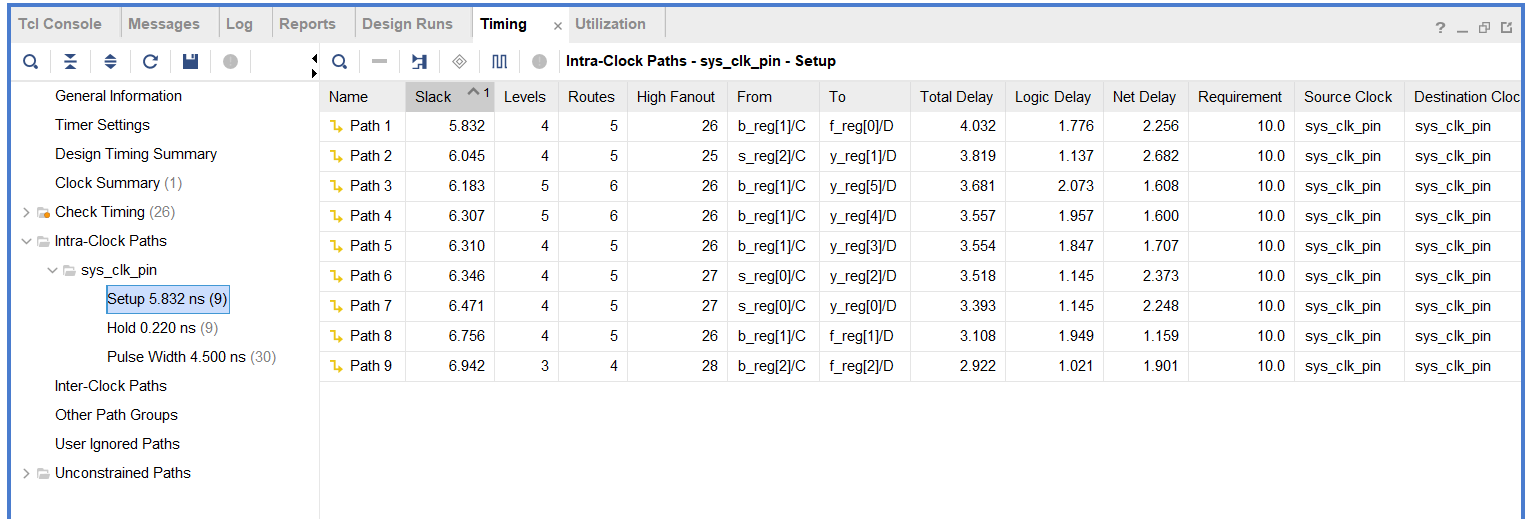 Tcl Console Messages Log Reports Design Runs Timing × Utilization ?
Intra-Clock Paths - sys_clk_pin - Setup
General Information
Timer Settings
Design Timing Summary
Clock Summary (1)
Check Timing (26)
Intra-Clock Paths
sys_clk_pin
Setup 5.832 ns (9)
Hold 0.220 ns (9)
Pulse Width 4.500 ns (30)
Inter-Clock Paths
Other Path Groups
User Ignored Paths
Unconstrained Paths
Name Slack 1 Levels Routes High Fanout From To Total Delay Logic Delay Net Delay Requirement Source Clock Destination Cloc
Path 1 5.832 4 5 26 b_reg[1]/C f_reg[0]/D 4.032 1.776 2.256 10.0 sys_clk_pin sys_clk_pin
Path 2 6.045 4 5 25 s_reg[2]/C y_reg[1]/D 3.819 1.137 2.682 10.0 sys_clk_pin sys_clk_pin
Path 3 6.183 5 6 26 b_reg[1]/C y_reg[5]/D 3.681 2.073 1.608 10.0 sys_clk_pin sys_clk_pin
Path 4 6.307 5 6 26 b_reg[1]/C y_reg[4]/D 3.557 1.957 1.600 10.0 sys_clk_pin sys_clk_pin
Path 5 6.310 4 5 26 b_reg[1]/C y_reg[3]/D 3.554 1.847 1.707 10.0 sys_clk_pin sys_clk_pin
Path 6 6.346 4 5 27 s_reg[0]/C y_reg[2]/D 3.518 1.145 2.373 10.0 sys_clk_pin sys_clk_pin
Path 7 6.471 4 5 27 s_reg[0]/C y_reg[0]/D 3.393 1.145 2.248 10.0 sys_clk_pin sys_clk_pin
Path 8 6.756 4 5 26 b_reg[1]/C f_reg[1]/D 3.108 1.949 1.159 10.0 sys_clk_pin sys_clk_pin
Path 9 6.942 3 4 28 b_reg[2]/C f_reg[2]/D 2.922 1.021 1.901 10.0 sys_clk_pin sys_clk_pin